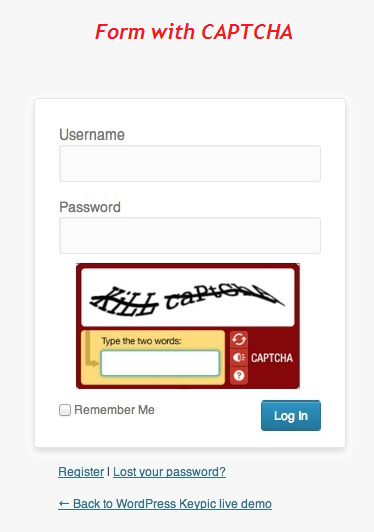 Form with CAPTCHA
Username
Password
KiLL caPtChA
Type the two words:
CAPTCHA
?
Remember Me
Log In
Register | Lost your password?
← Back to WordPress Keypic live demo